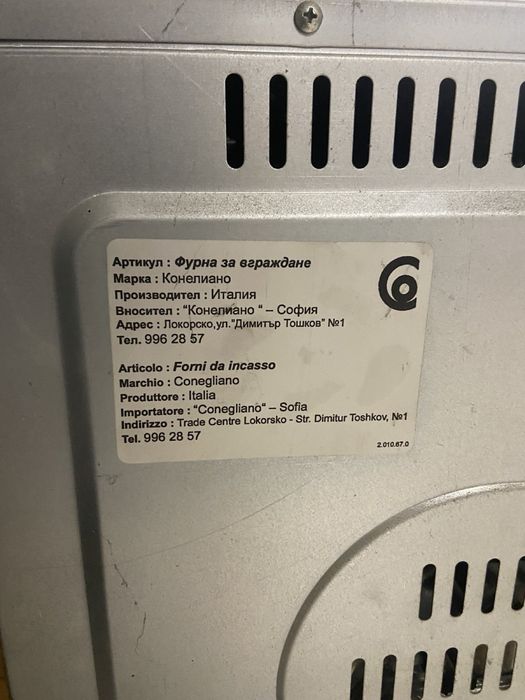 Артикул : Фурна за вграждане
Марка : Конелиано
Производител : Италия
Вносител : "Конелиано " – София
Адрес : Локорско,ул."Димитър Тошков" №1
Тел. 996 28 57
Articolo : Forni da incasso
Marchio : Conegliano
Produttore : Italia
Importatore : "Conegliano" – Sofia
Indirizzo : Trade Centre Lokorsko - Str. Dimitur Toshkov, №1
Tel. 996 28 57
2.010.67.0